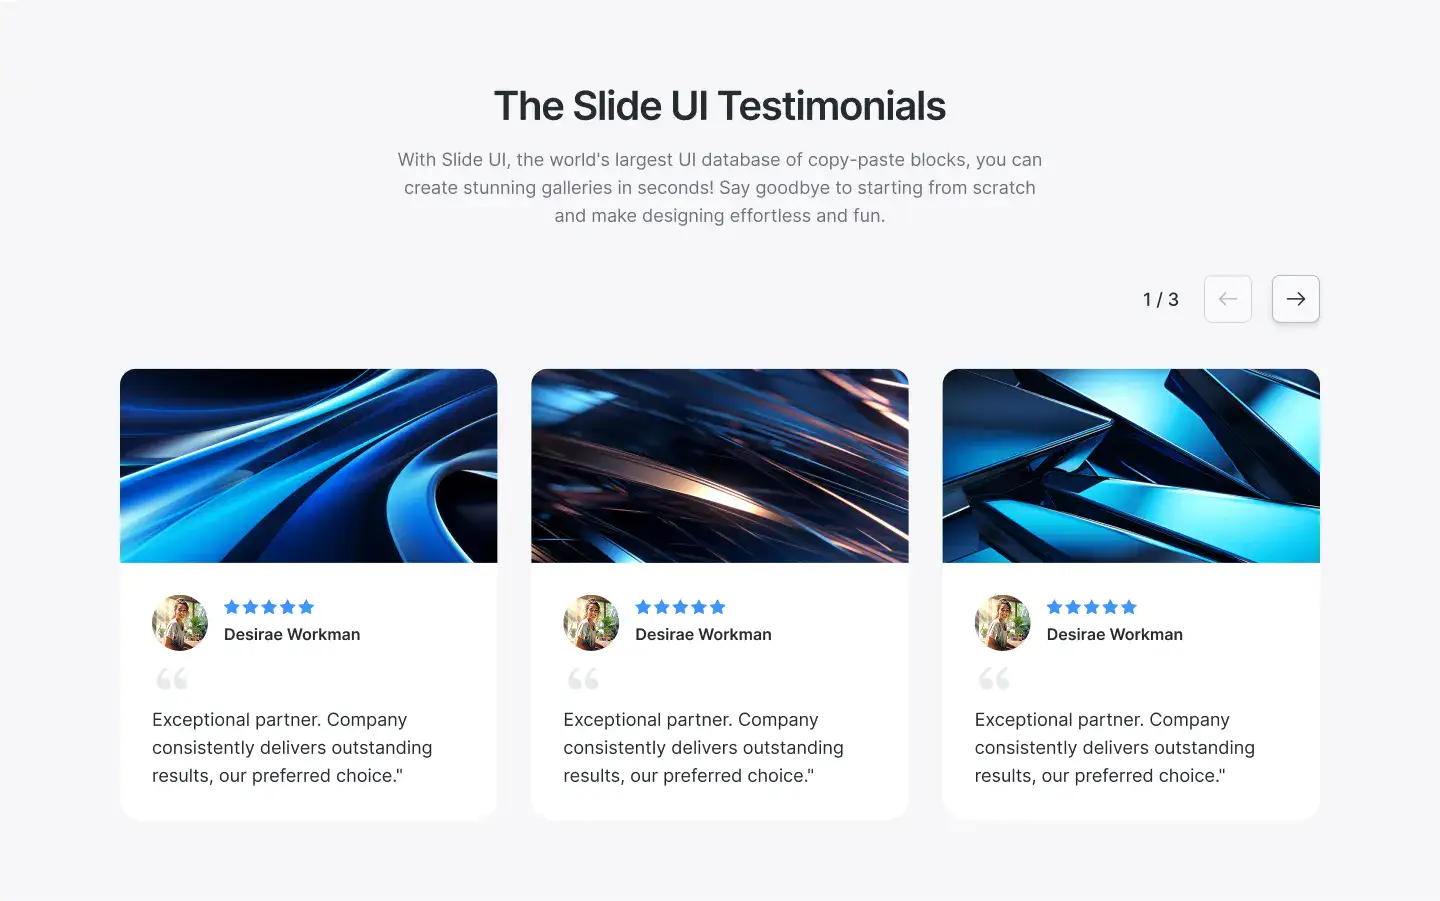 The Slide UI Testimonials
With Slide UI, the world's largest UI database of copy-paste blocks, you can
create stunning galleries in seconds! Say goodbye to starting from scratch
and make designing effortless and fun.
1 / 3
Desirae Workman
“
Exceptional partner. Company
consistently delivers outstanding
results, our preferred choice."
Desirae Workman
“
Exceptional partner. Company
consistently delivers outstanding
results, our preferred choice."
Desirae Workman
“
Exceptional partner. Company
consistently delivers outstanding
results, our preferred choice."